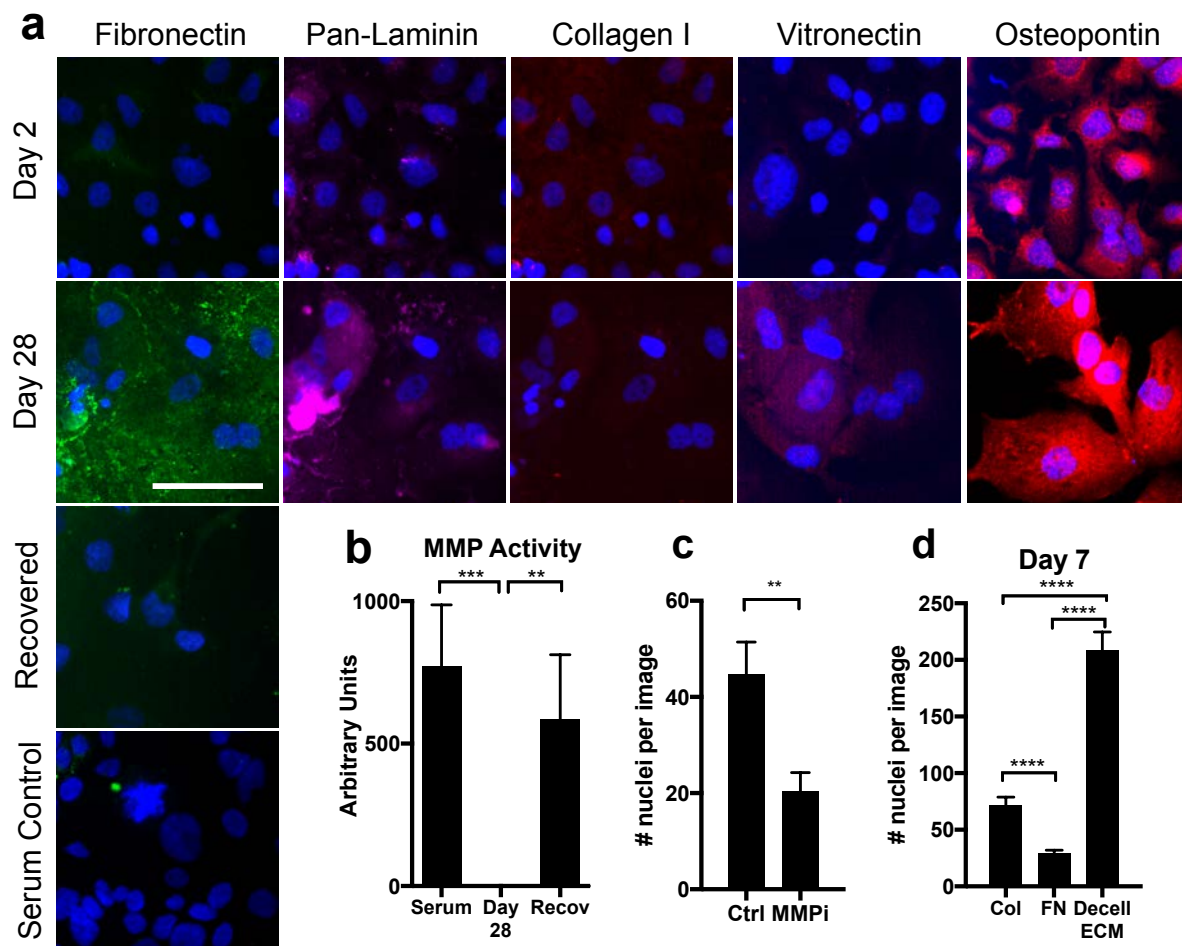 a
Fibronectin Pan-Laminin Collagen I Vitronectin Osteopontin
Day 2
Day 28
Recovered
Serum Control
b
MMP Activity
*** **
1000
500
0
Arbitrary Units
Serum Day 28 Recov
c
**
60
40
20
0
# nuclei per image
Ctrl MMPi
d
Day 7
****
****
****
250
200
150
100
50
0
# nuclei per image
Col FN Decell
ECM